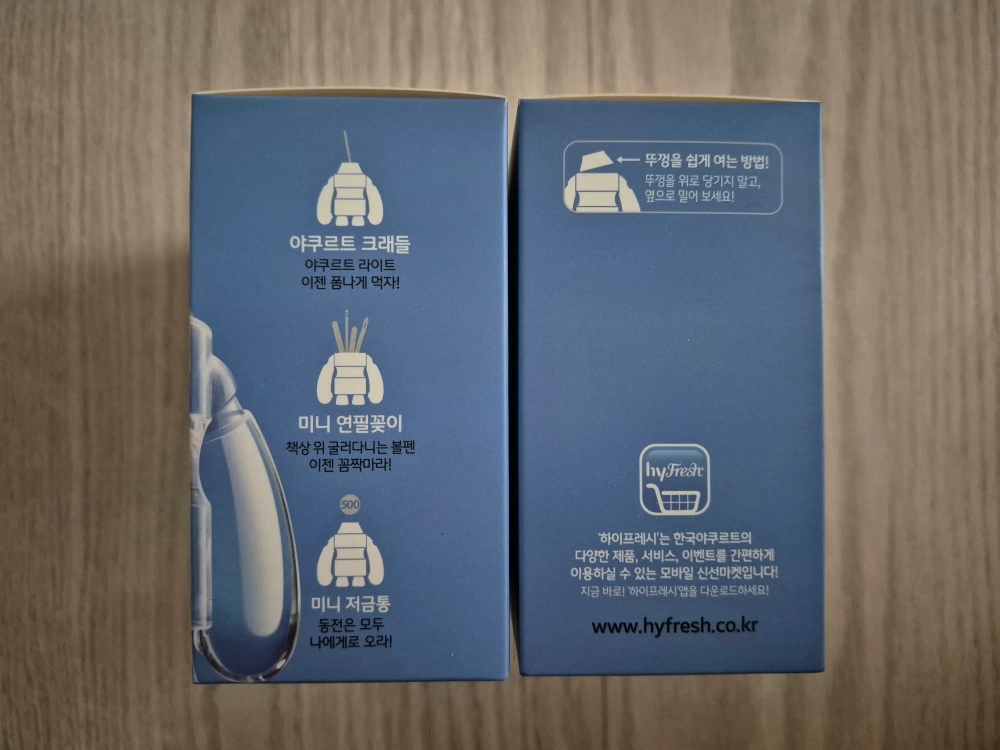 야쿠르트 크래들
야쿠르트 라이트
이젠 폼나게 먹자!
미니 연필꽂이
책상 위 굴러다니는 볼펜
이젠 꼼짝마라!
500
미니 저금통
동전은 모두
나에게로 오라!
뚜껑을 쉽게 여는 방법!
뚜껑을 위로 당기지 말고,
옆으로 밀어 보세요!
hyFresh
'하이프레시'는 한국야쿠르트의
다양한 제품, 서비스, 이벤트를 간편하게
이용하실 수 있는 모바일 신선마켓입니다!
지금 바로! '하이프레시'앱을 다운로드하세요!
www.hyfresh.co.kr